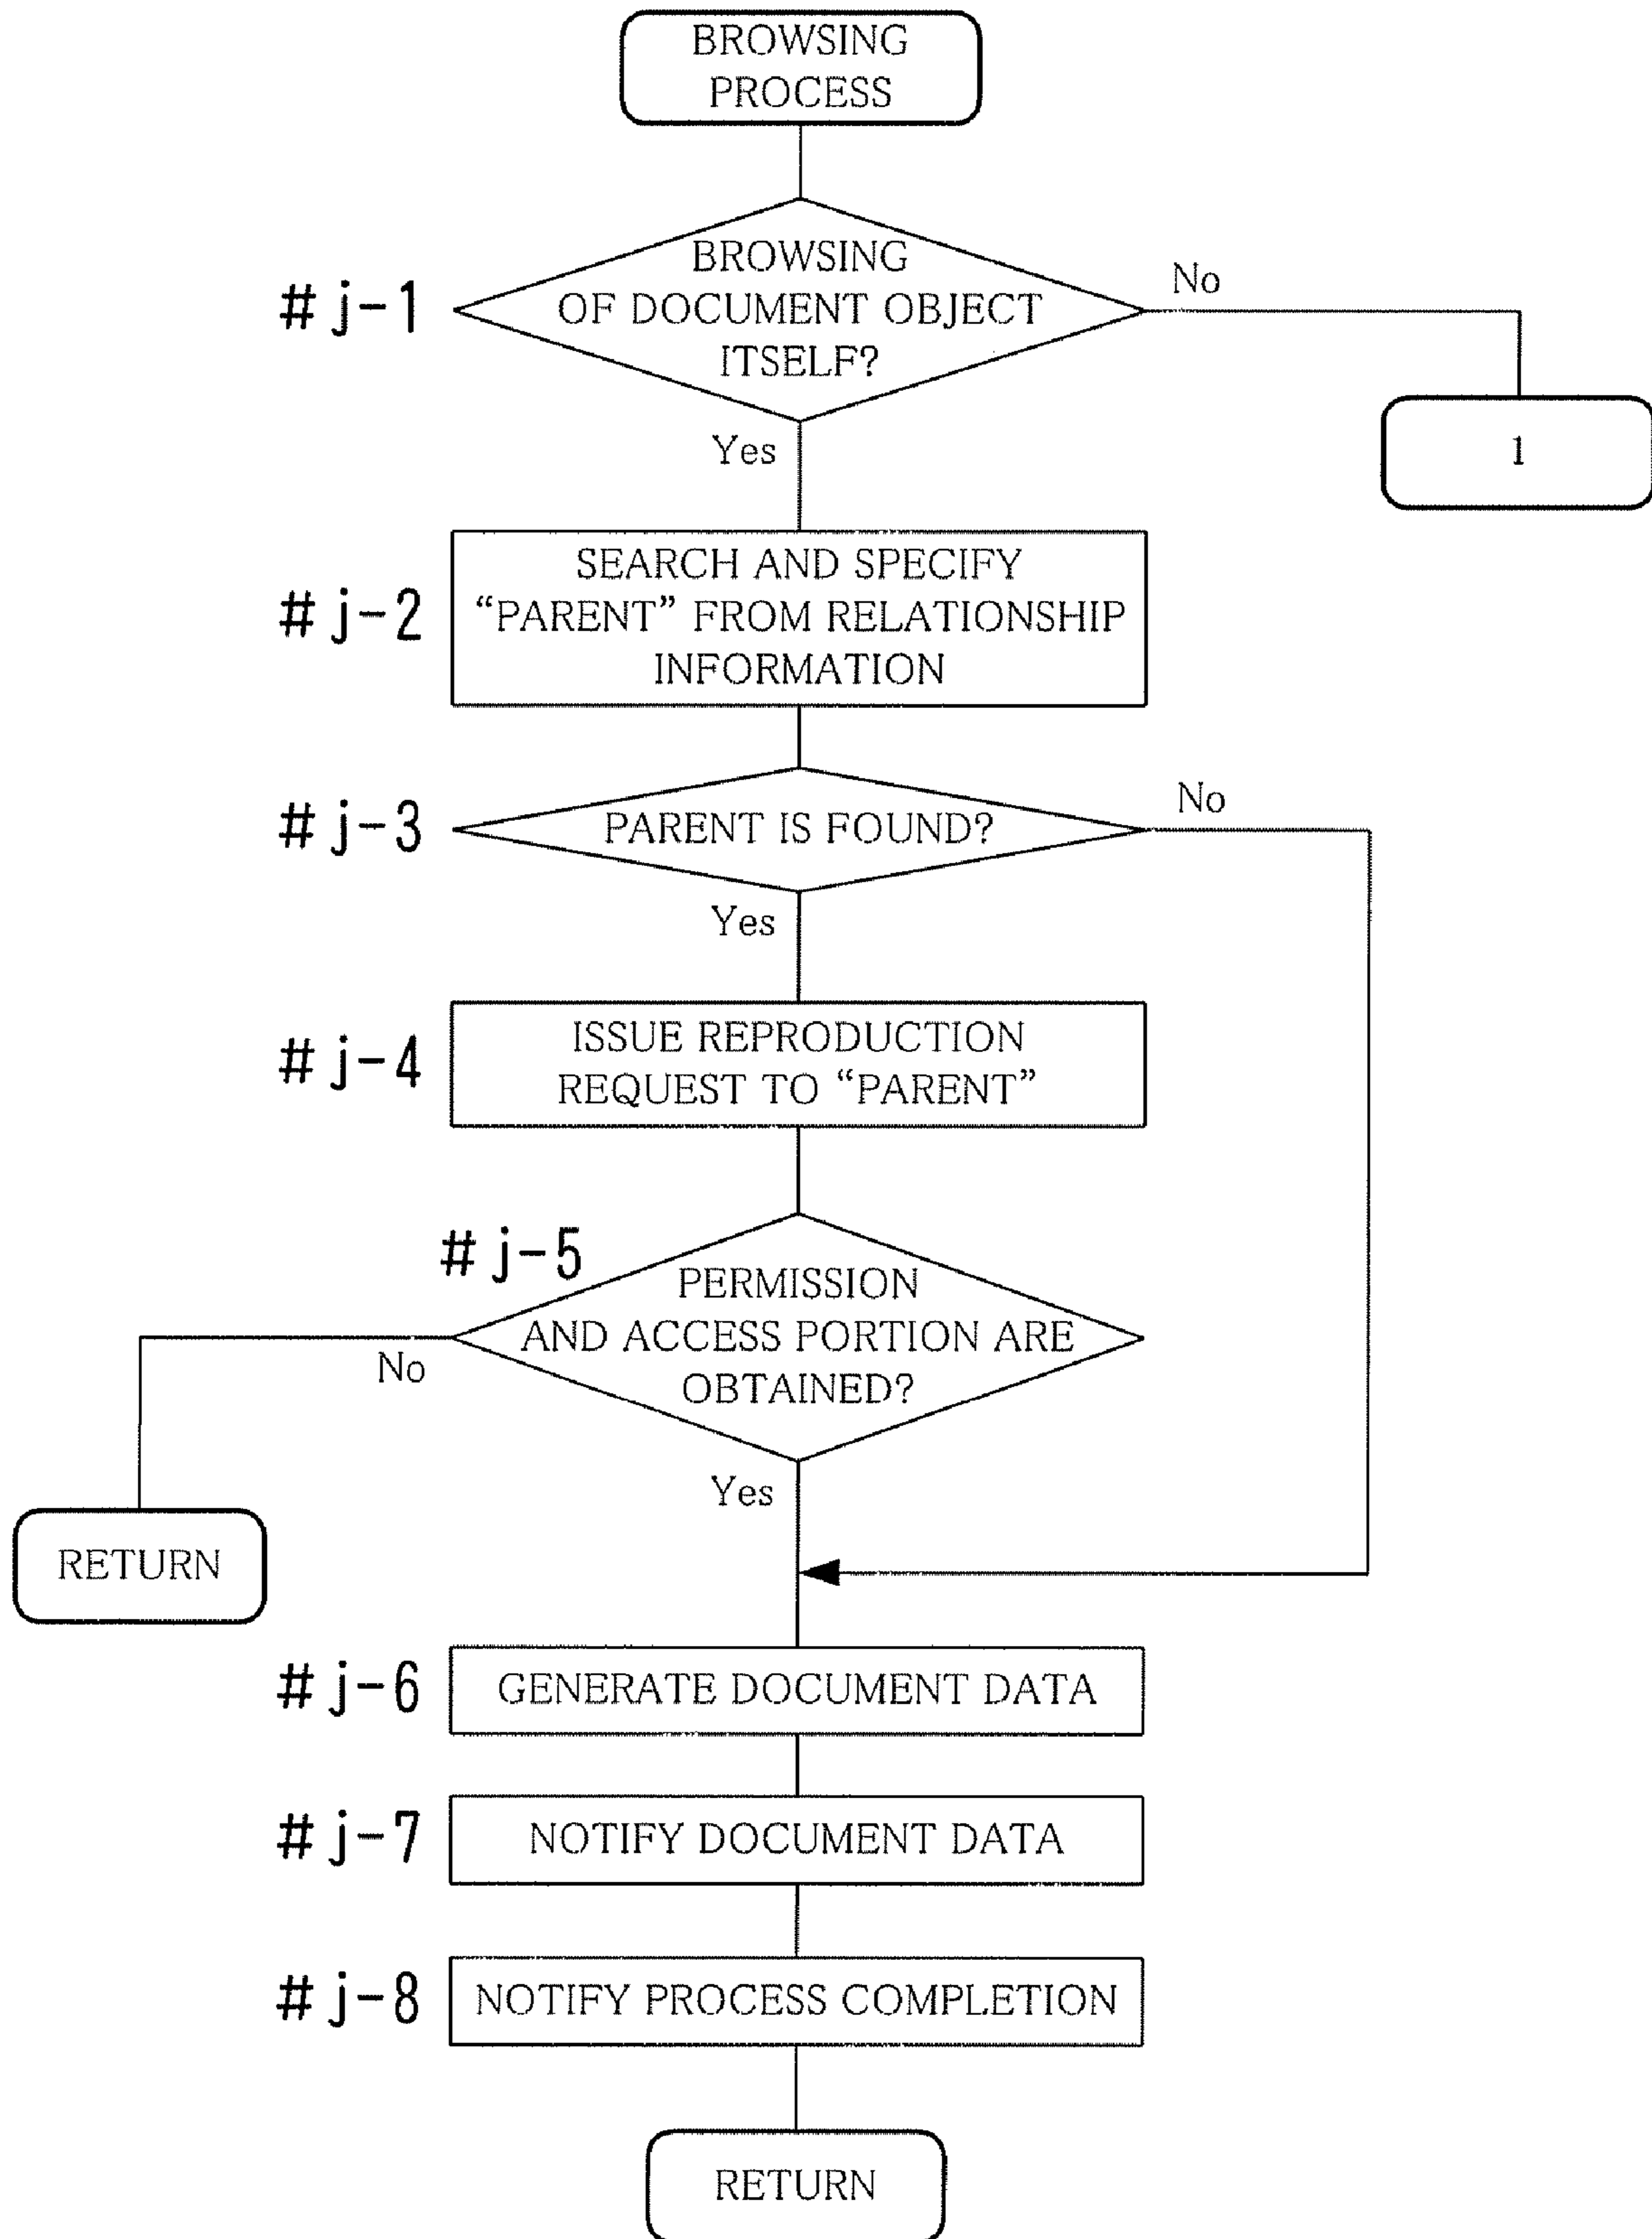 BROWSING
PROCESS
# j-1
BROWSING
OF DOCUMENT OBJECT
ITSELF?
No
1
Yes
# j-2
SEARCH AND SPECIFY
“PARENT” FROM RELATIONSHIP
INFORMATION
# j-3
PARENT IS FOUND?
No
Yes
# j-4
ISSUE REPRODUCTION
REQUEST TO “PARENT”
# j-5
PERMISSION
AND ACCESS PORTION ARE
OBTAINED?
No
Yes
RETURN
# j-6
GENERATE DOCUMENT DATA
# j-7
NOTIFY DOCUMENT DATA
# j-8
NOTIFY PROCESS COMPLETION
RETURN